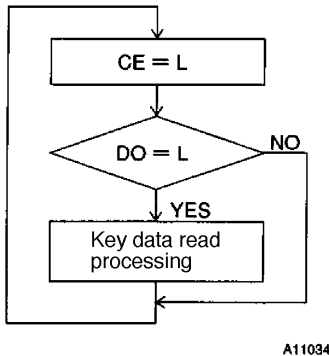 CE = L
DO = L
NO
YES
Key data read
processing
A11034